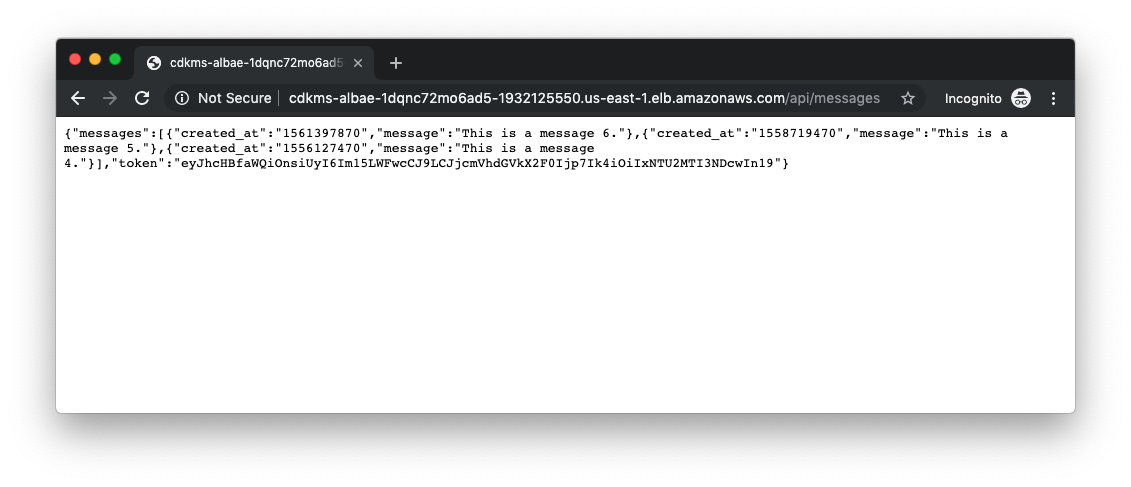 cdkms-albae-1dqnc72mo6ad5
Not Secure
cdkms-albae-1dqnc72mo6ad5-1932125550.us-east-1.elb.amazonaws.com/api/messages
Incognito
{"messages":[{"created_at":"1561397870","message":"This is a message 6."},{"created_at":"1558719470","message":"This is a
message 5."},{"created_at":"1556127470","message":"This is a message
4."}],"token":"eyJhcHBfaWQiOnsiUyI6Im15LWFwcCJ9LCJjcmVhdGVkX2F0Ijp7Ik4iOiIxNTU2MTI3NDcwIn19"}